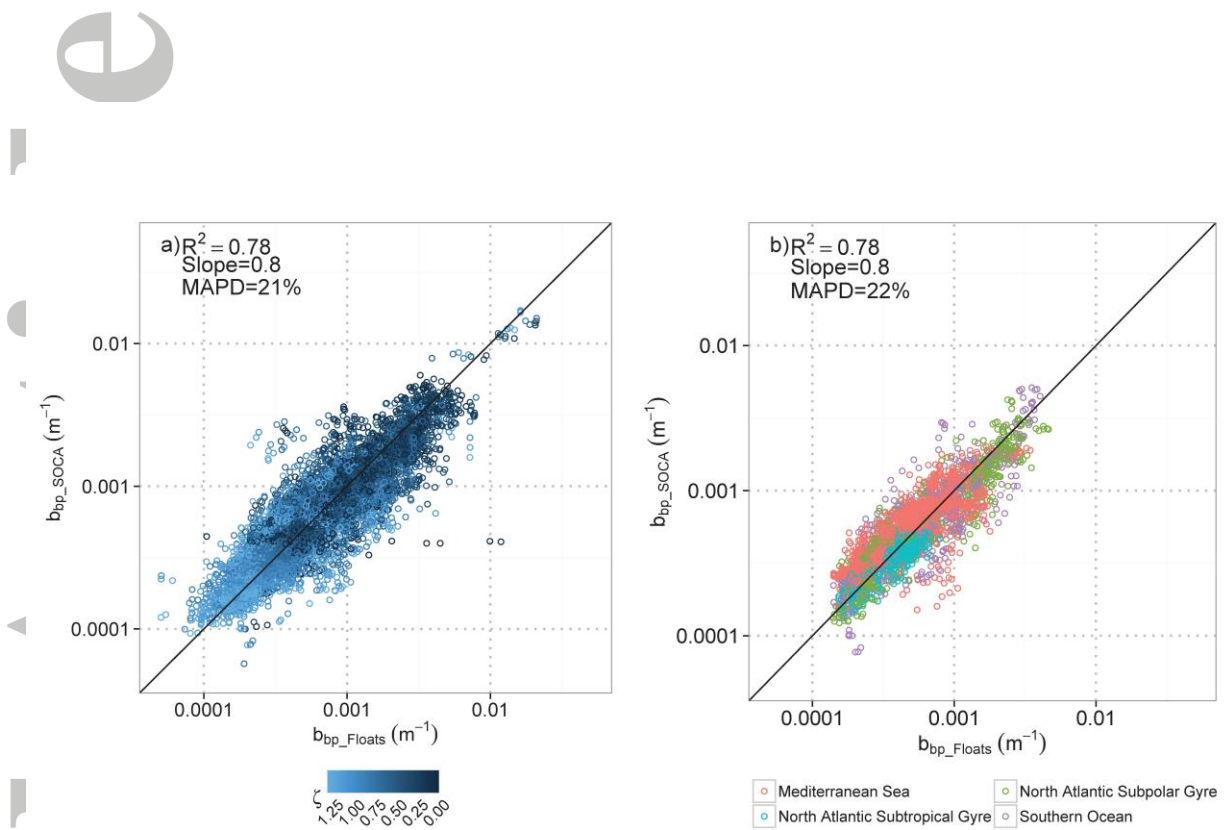 a) R² = 0.78
Slope=0.8
MAPD=21%
0.01
0.001
0.0001
b_bp_SOCA (m⁻¹)
0.0001 0.001 0.01
b_bp_Floats (m⁻¹)
ζ
1.25 1.00 0.75 0.50 0.25 0.00
b) R² = 0.78
Slope=0.8
MAPD=22%
0.01
0.001
0.0001
b_bp_SOCA (m⁻¹)
0.0001 0.001 0.01
b_bp_Floats (m⁻¹)
Mediterranean Sea North Atlantic Subpolar Gyre
North Atlantic Subtropical Gyre Southern Ocean